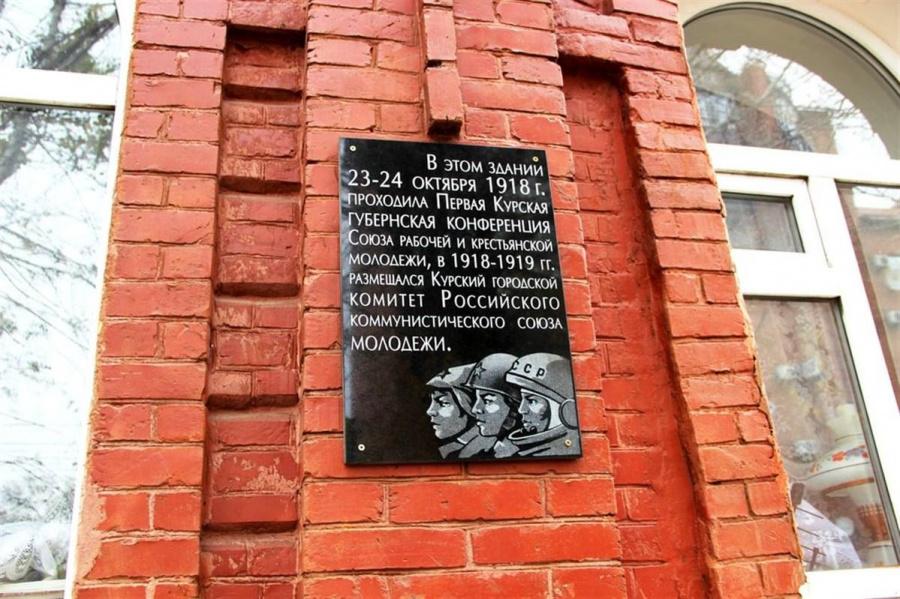 В этом здании
23-24 октября 1918 г.
проходила Первая Курская
губернская конференция
Союза рабочей и крестьянской
молодежи, в 1918-1919 гг.
размещался Курский городской
комитет Российского
коммунистического союза
молодежи.
ССР